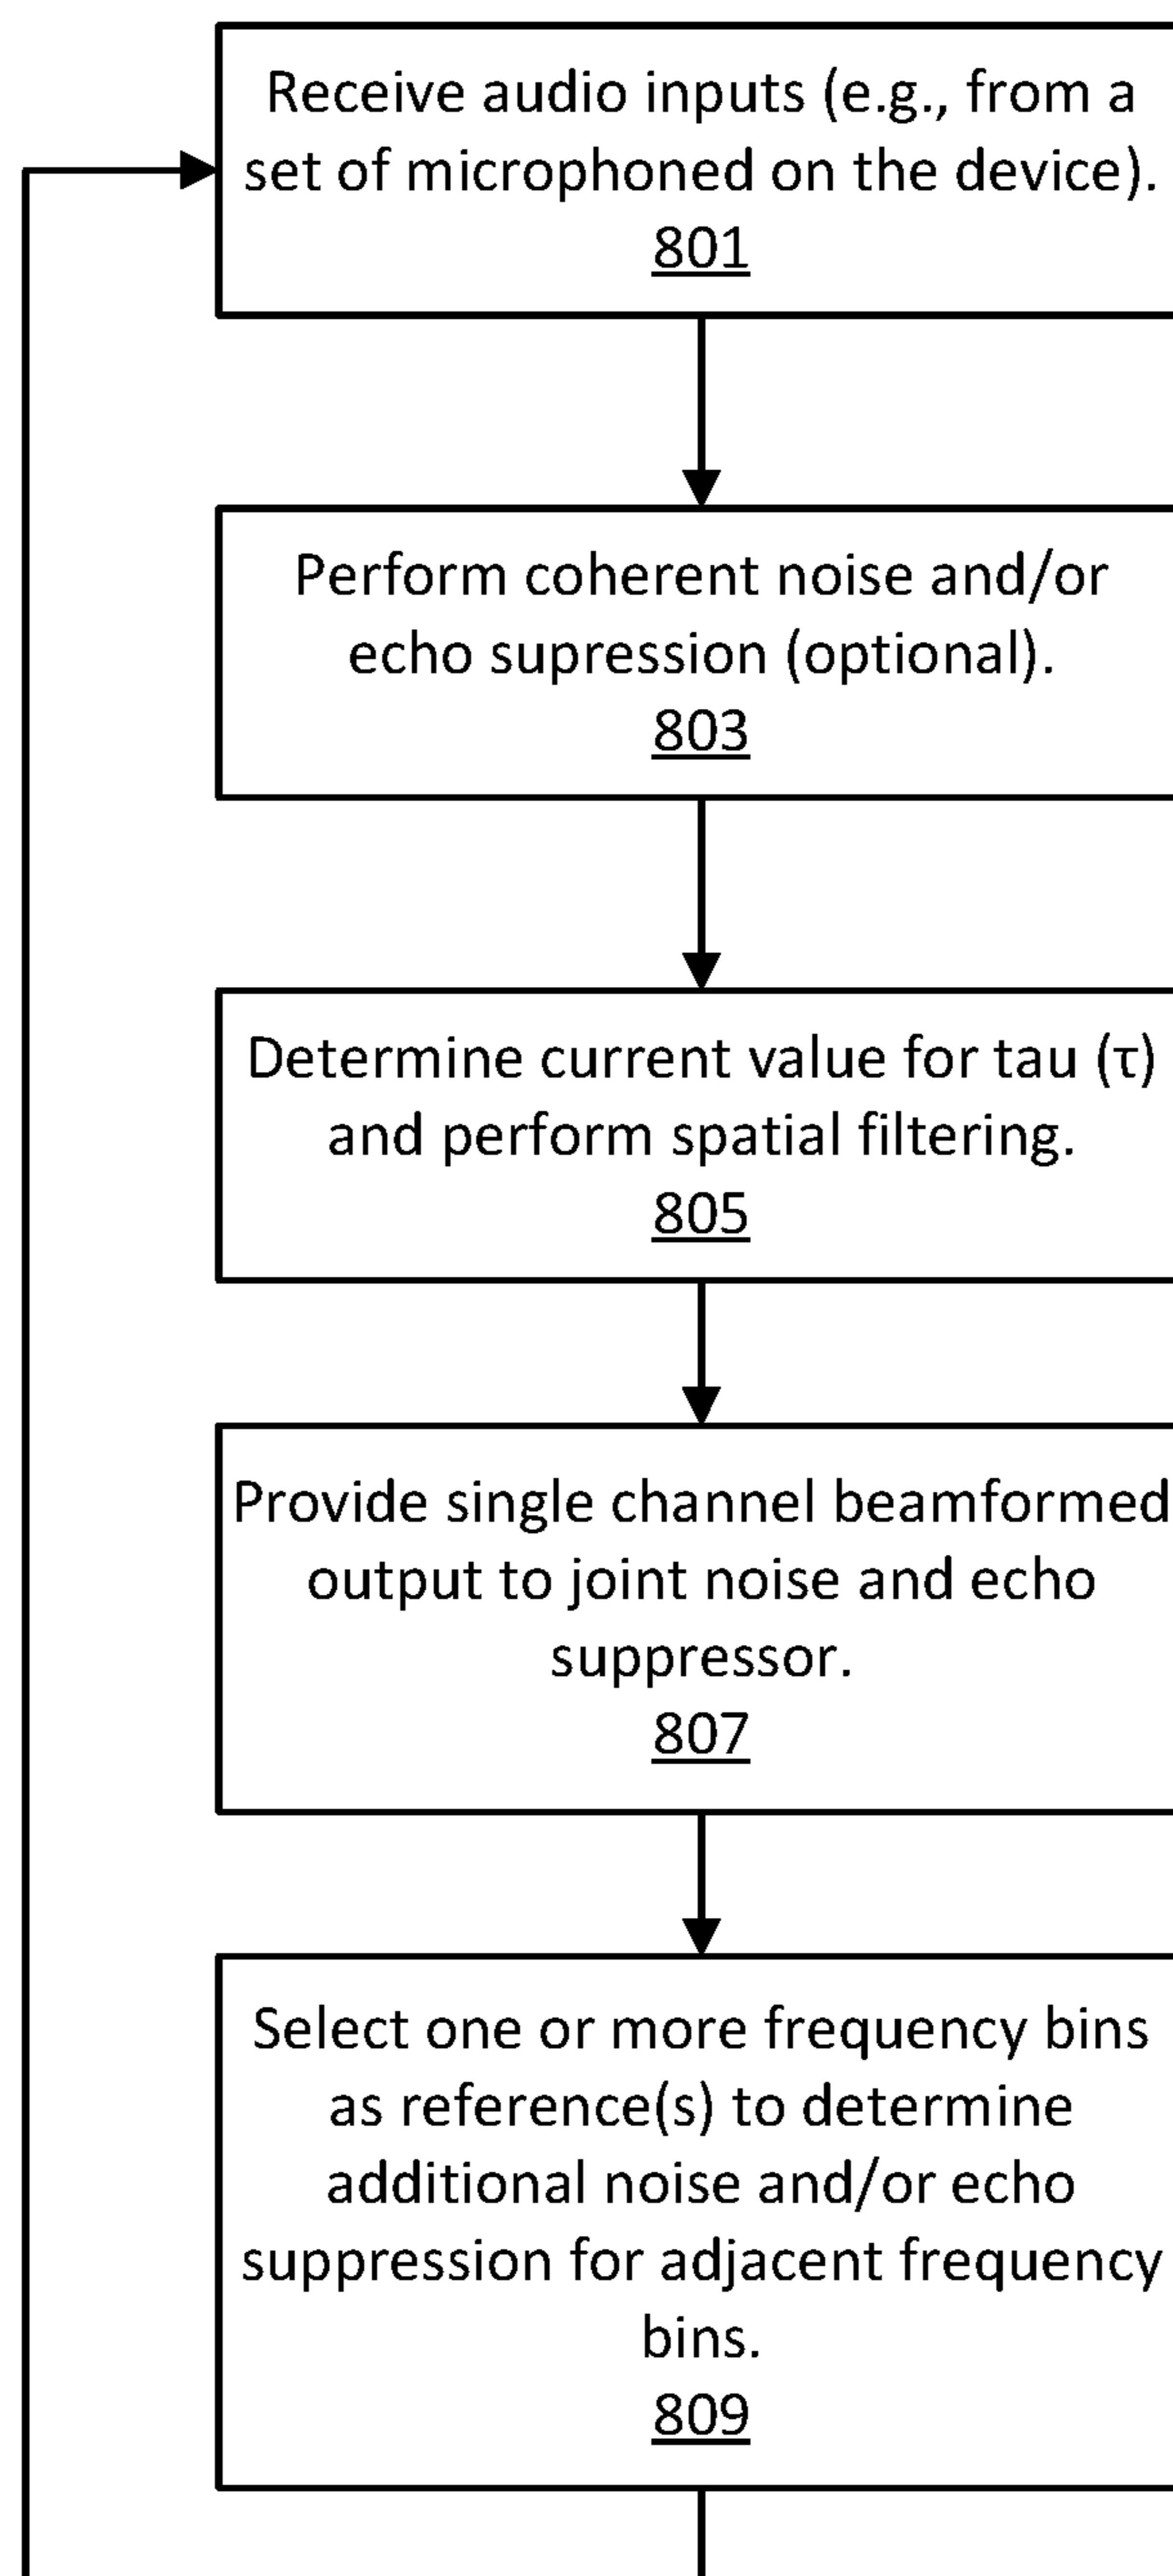 Receive audio inputs (e.g., from a
set of microphoned on the device).
801
Perform coherent noise and/or
echo supression (optional).
803
Determine current value for tau (τ)
and perform spatial filtering.
805
Provide single channel beamformed
output to joint noise and echo
suppressor.
807
Select one or more frequency bins
as reference(s) to determine
additional noise and/or echo
suppression for adjacent frequency
bins.
809